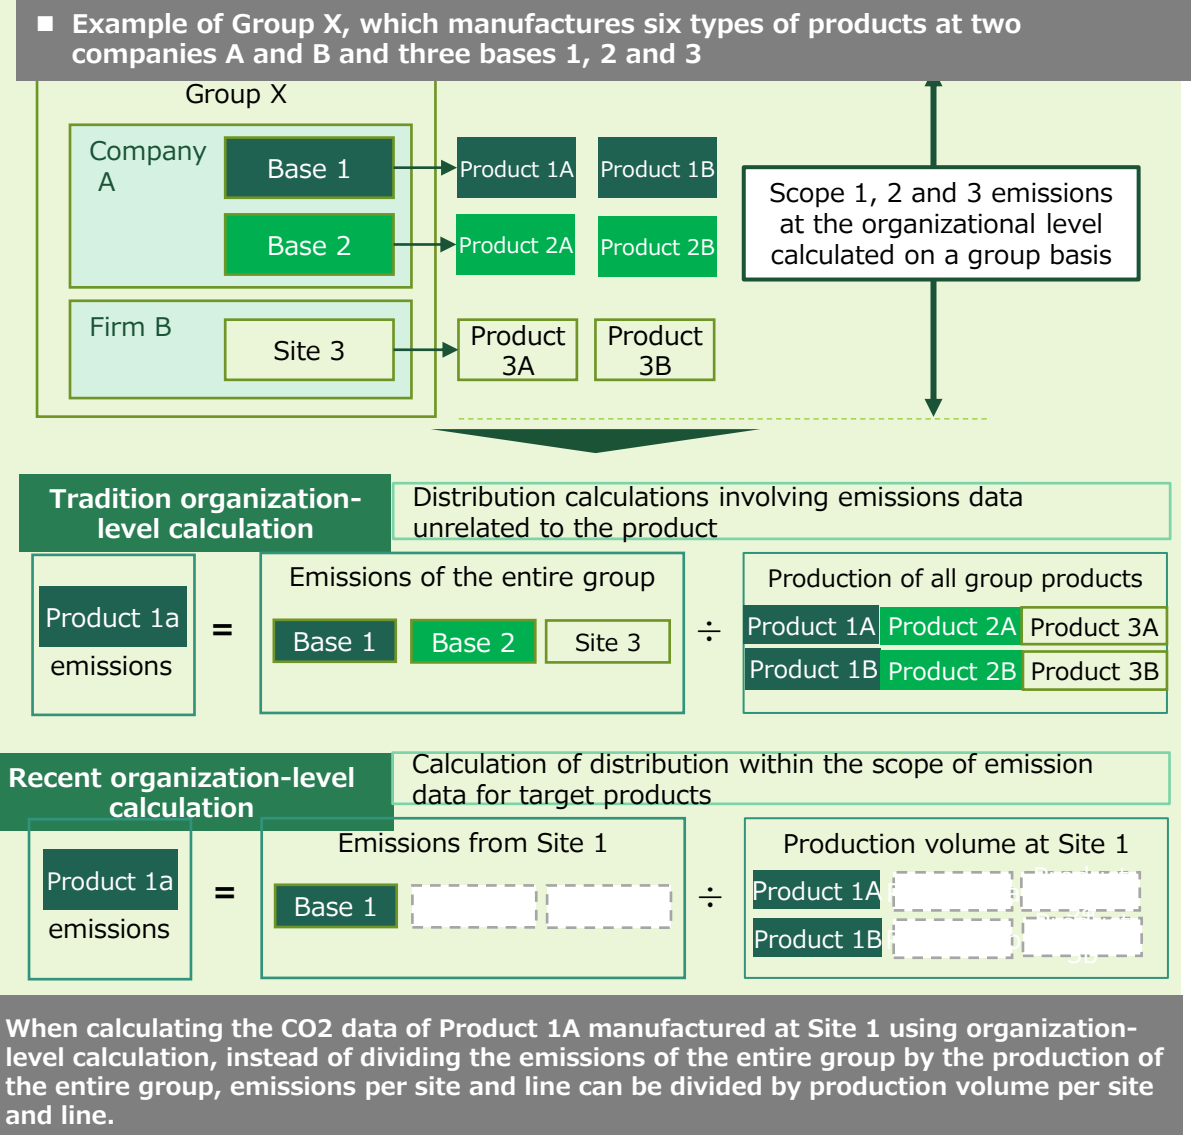 ■ Example of Group X, which manufactures six types of products at two
companies A and B and three bases 1, 2 and 3
Group X
Company
A
Base 1
Product 1A
Product 1B
Base 2
Product 2A
Product 2B
Scope 1, 2 and 3 emissions
at the organizational level
calculated on a group basis
Firm B
Site 3
Product
3A
Product
3B
Tradition organization-
level calculation
Distribution calculations involving emissions data
unrelated to the product
Product 1a
emissions
=
Emissions of the entire group
Base 1
Base 2
Site 3
÷
Production of all group products
Product 1A
Product 2A
Product 3A
Product 1B
Product 2B
Product 3B
Recent organization-level
calculation
Calculation of distribution within the scope of emission
data for target products
Product 1a
emissions
=
Emissions from Site 1
Base 1
÷
Production volume at Site 1
Product 1A
Product 1B
3B
When calculating the CO2 data of Product 1A manufactured at Site 1 using organization-
level calculation, instead of dividing the emissions of the entire group by the production of
the entire group, emissions per site and line can be divided by production volume per site
and line.